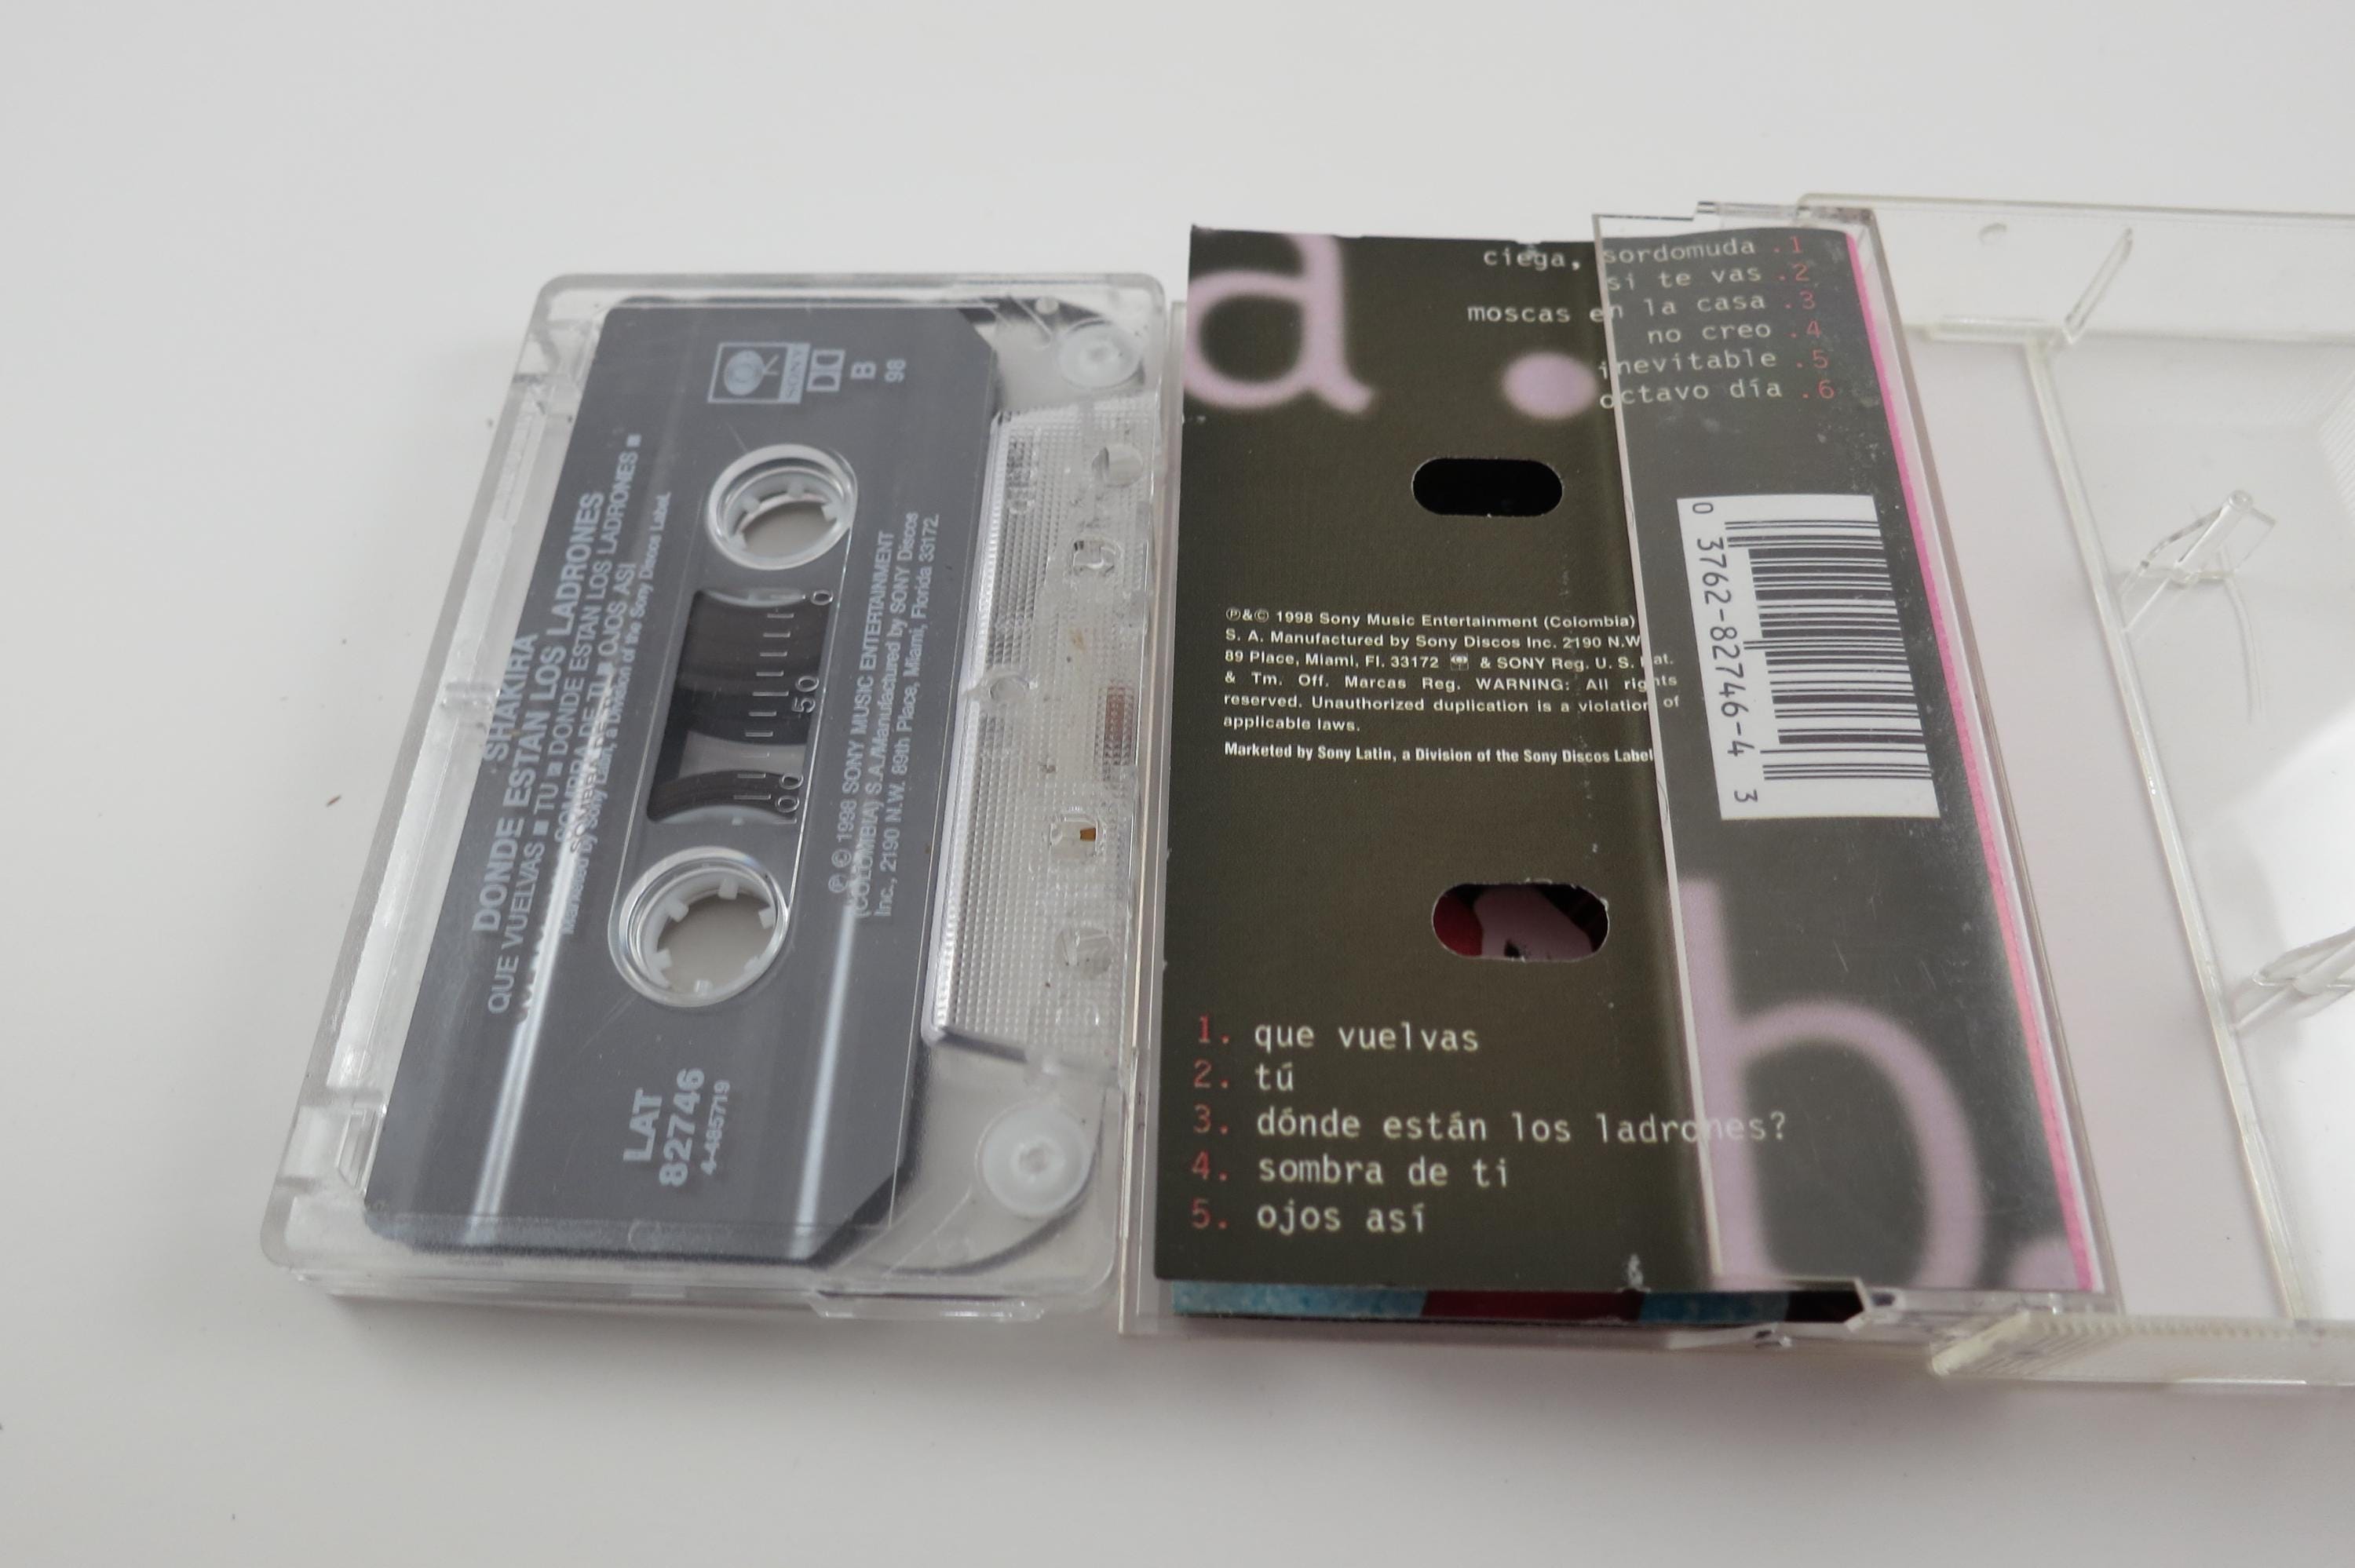 SHAKIRA
DONDE ESTAN LOS LADRONES
QUE VUELVAS ■ TU ■ DONDE ESTAN LOS LADRONES ■
SOMBRA DE TI ■ OJOS ASI
Marketed by Sony Latin, a Division of the Sony Discos Label.
SONY
B
98
0
50
100
℗ © 1998 SONY MUSIC ENTERTAINMENT
(COLOMBIA) S.A./Manufactured by SONY Discos
Inc., 2190 N.W. 89th Place, Miami, Florida 33172.
LAT
82746
4-485719
a.
ciega, sordomuda .1
si te vas .2
moscas en la casa .3
no creo .4
inevitable .5
octavo día .6
℗&© 1998 Sony Music Entertainment (Colombia)
S. A. Manufactured by Sony Discos Inc. 2190 N.W
89 Place, Miami, Fl. 33172 & SONY Reg. U. S. Pat.
& Tm. Off. Marcas Reg. WARNING: All rights
reserved. Unauthorized duplication is a violation of
applicable laws.
Marketed by Sony Latin, a Division of the Sony Discos Label
0 3762-82746-4 3
b.
1. que vuelvas
2. tú
3. dónde están los ladrones?
4. sombra de ti
5. ojos así